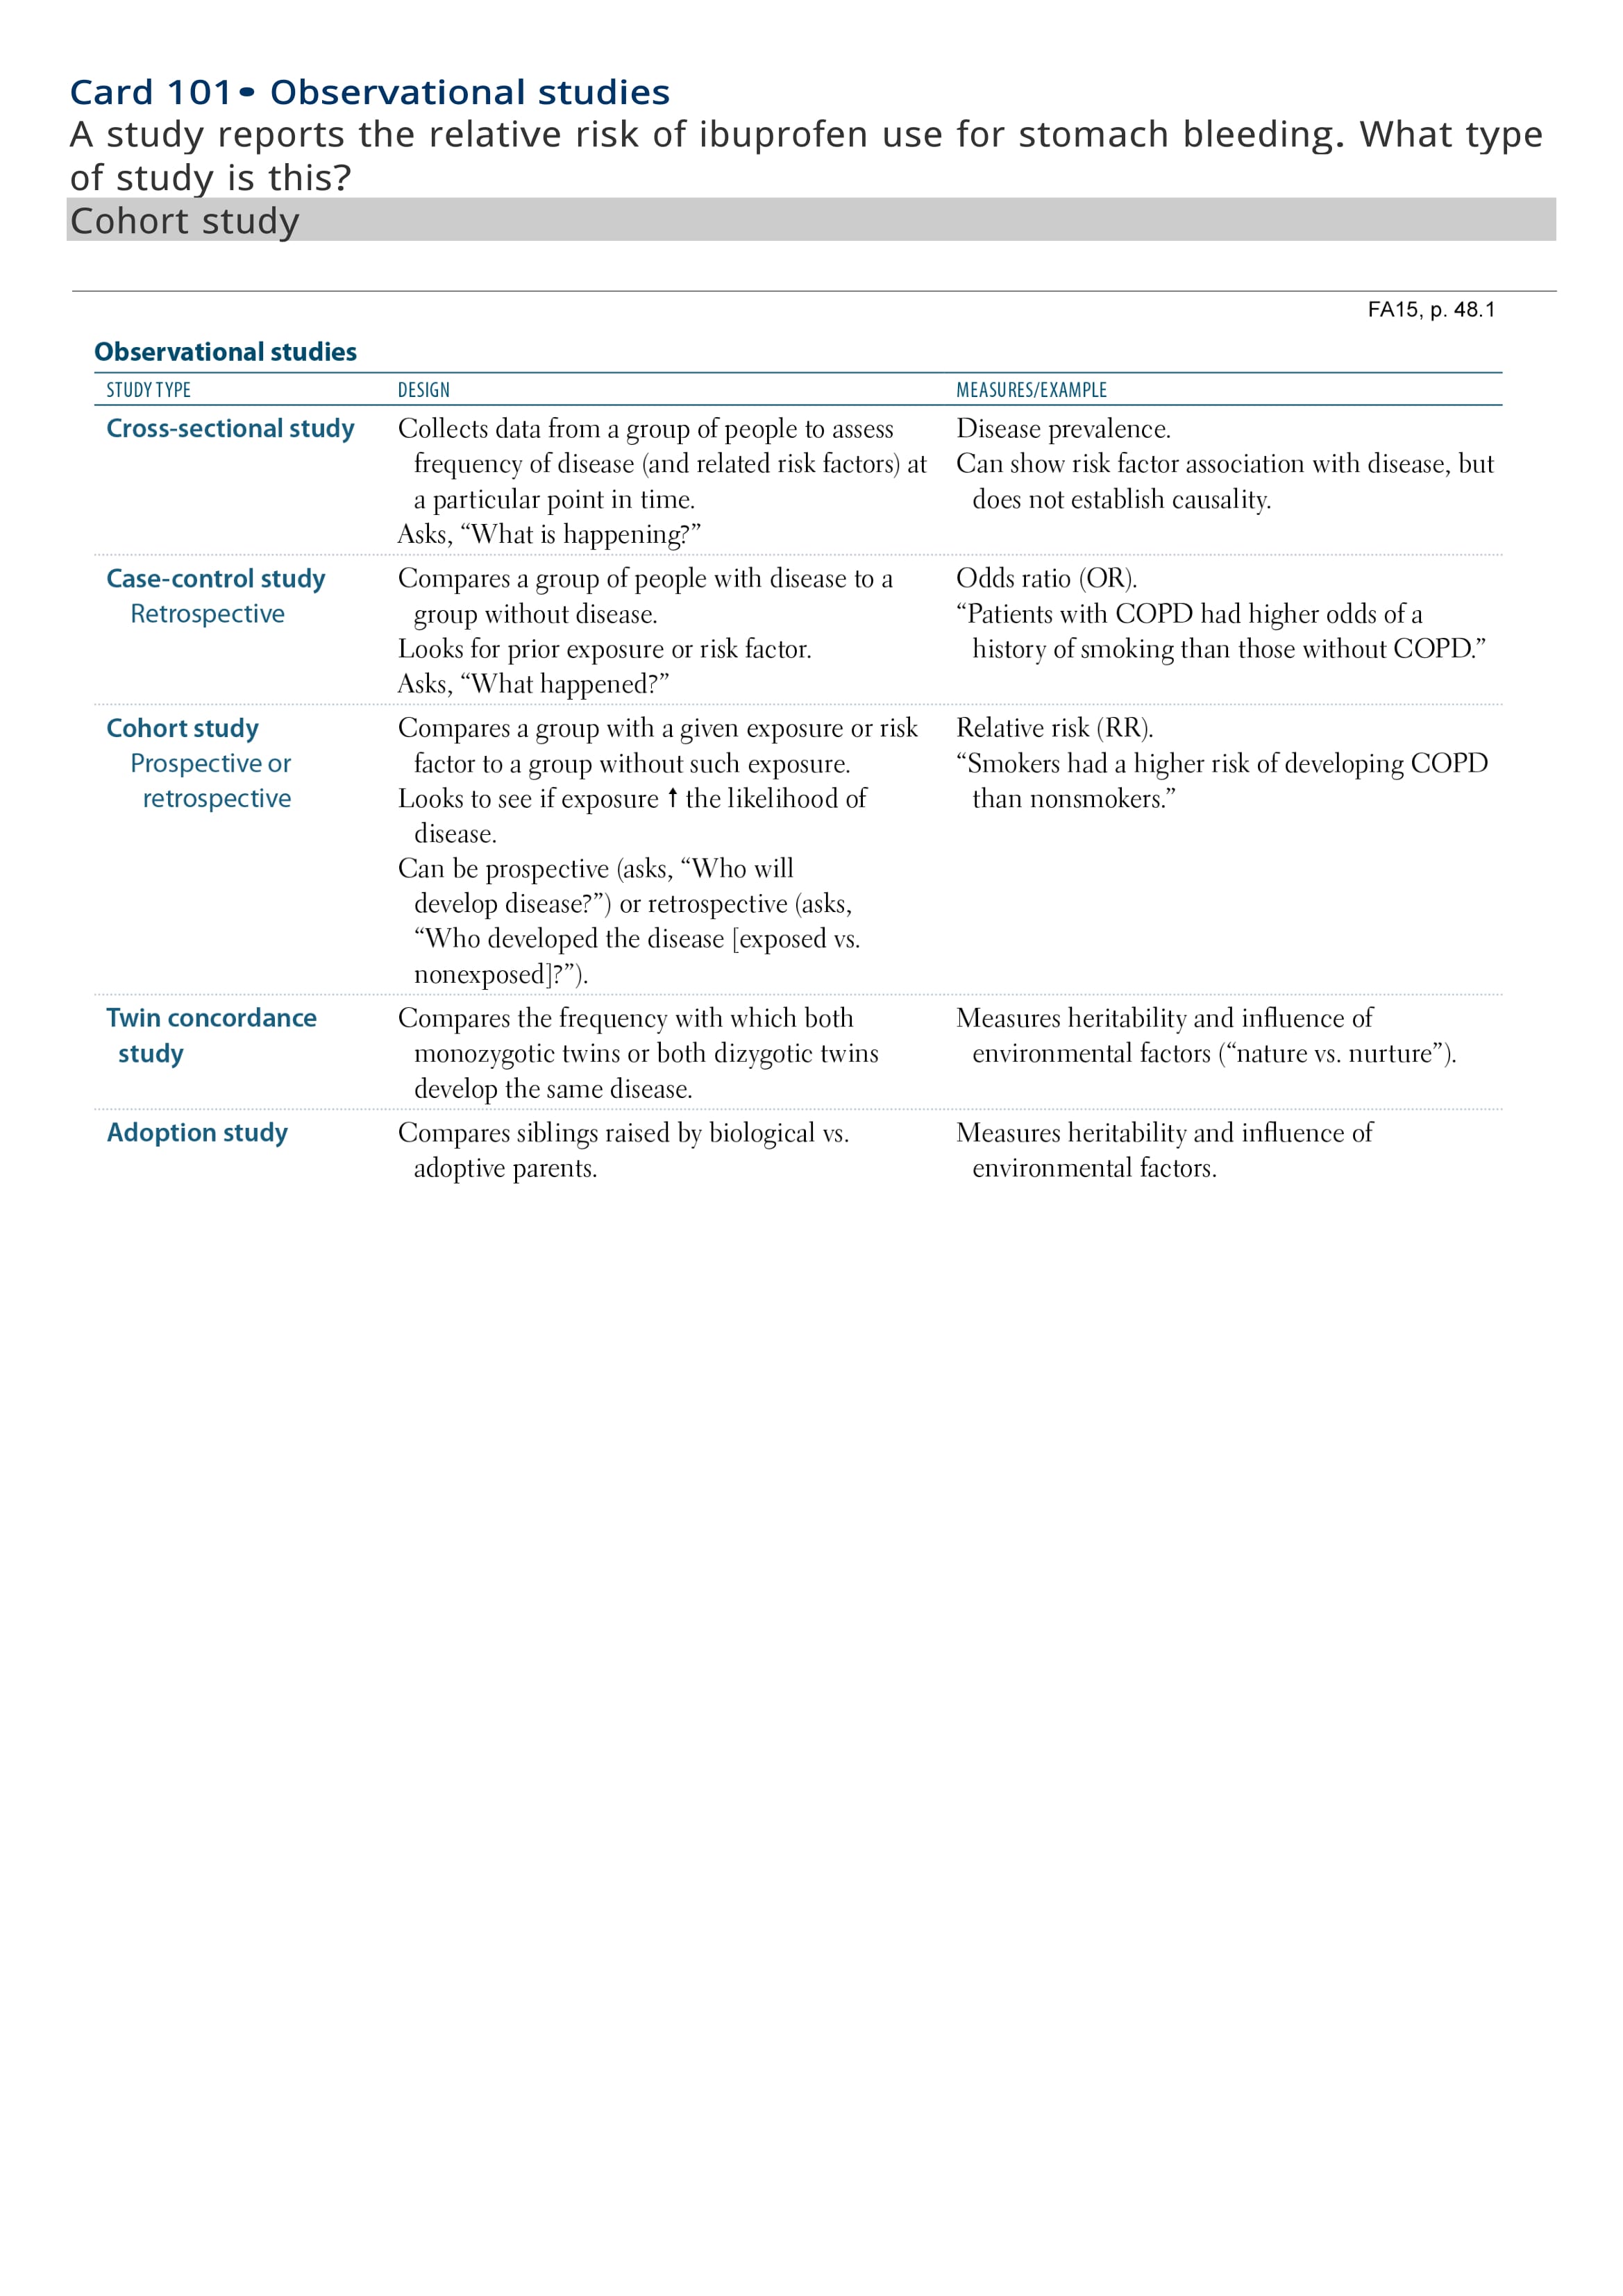 Card 101• Observational studies
A study reports the relative risk of ibuprofen use for stomach bleeding. What type
of study is this?
Cohort study
FA15, p. 48.1
Observational studies
STUDY TYPE DESIGN MEASURES/EXAMPLE
Cross-sectional study Collects data from a group of people to assess Disease prevalence.
frequency of disease (and related risk factors) at Can show risk factor association with disease, but
a particular point in time. does not establish causality.
Asks, “What is happening?”
Case-control study Compares a group of people with disease to a Odds ratio (OR).
Retrospective group without disease. “Patients with COPD had higher odds of a
Looks for prior exposure or risk factor. history of smoking than those without COPD.”
Asks, “What happened?”
Cohort study Compares a group with a given exposure or risk Relative risk (RR).
Prospective or factor to a group without such exposure. “Smokers had a higher risk of developing COPD
retrospective Looks to see if exposure ↑ the likelihood of than nonsmokers.”
disease.
Can be prospective (asks, “Who will
develop disease?”) or retrospective (asks,
“Who developed the disease [exposed vs.
nonexposed]?”).
Twin concordance Compares the frequency with which both Measures heritability and influence of
study monozygotic twins or both dizygotic twins environmental factors (“nature vs. nurture”).
develop the same disease.
Adoption study Compares siblings raised by biological vs. Measures heritability and influence of
adoptive parents. environmental factors.